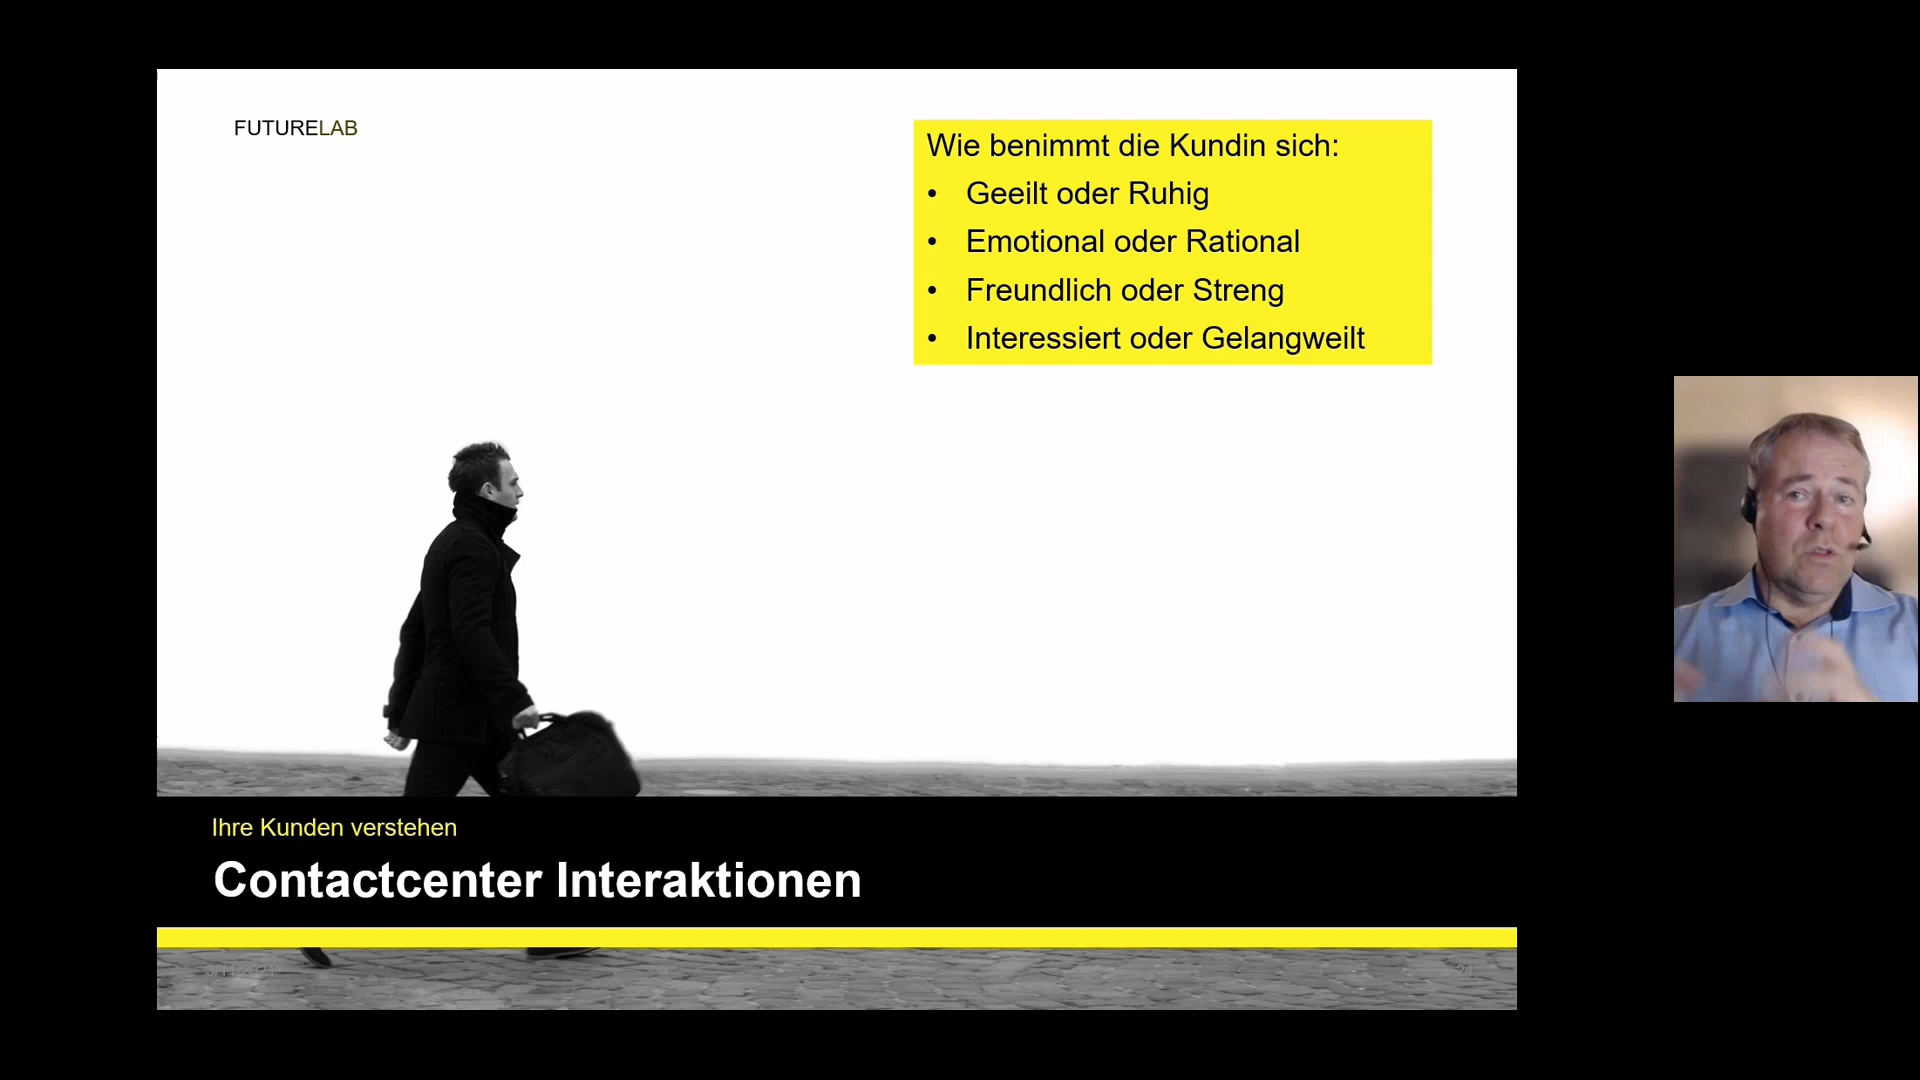 FUTURELAB
Wie benimmt die Kundin sich:
• Geeilt oder Ruhig
• Emotional oder Rational
• Freundlich oder Streng
• Interessiert oder Gelangweilt
Ihre Kunden verstehen
Contactcenter Interaktionen